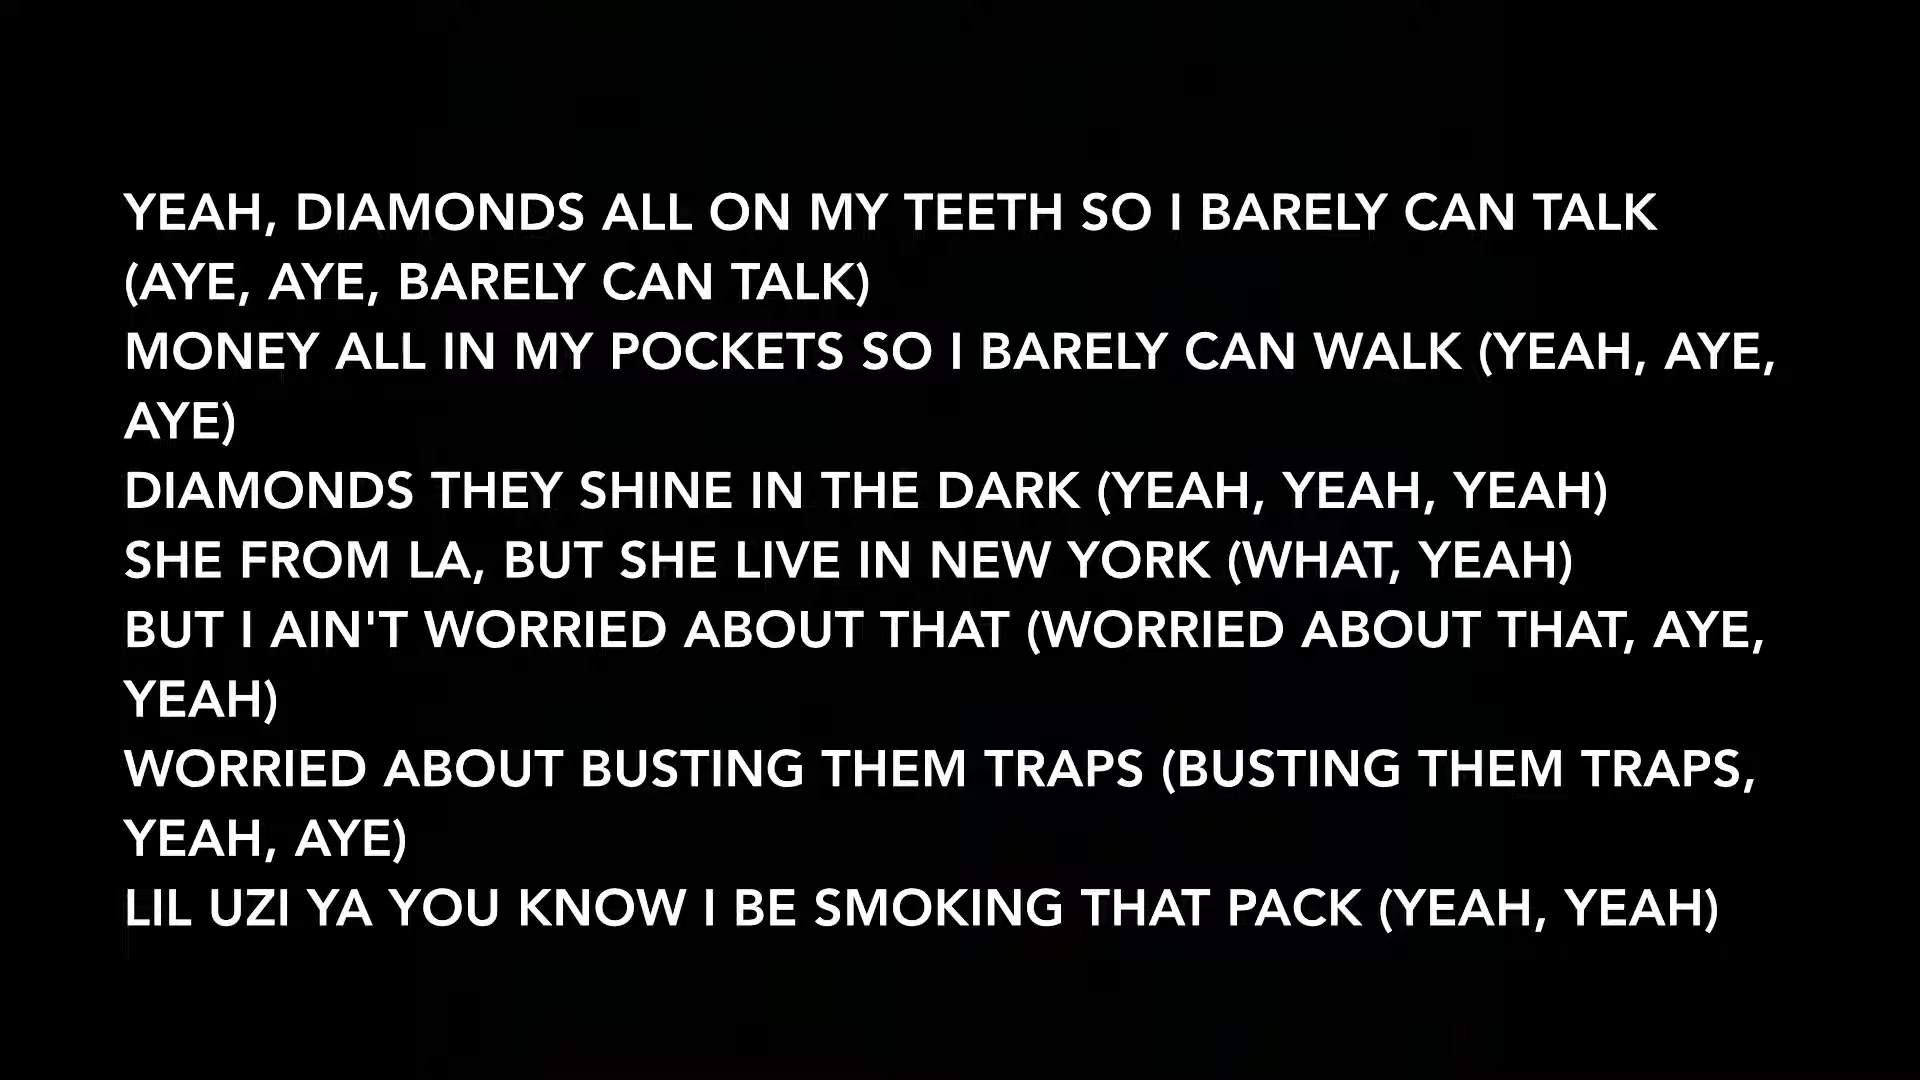 YEAH, DIAMONDS ALL ON MY TEETH SO I BARELY CAN TALK
(AYE, AYE, BARELY CAN TALK)
MONEY ALL IN MY POCKETS SO I BARELY CAN WALK (YEAH, AYE,
AYE)
DIAMONDS THEY SHINE IN THE DARK (YEAH, YEAH, YEAH)
SHE FROM LA, BUT SHE LIVE IN NEW YORK (WHAT, YEAH)
BUT I AIN'T WORRIED ABOUT THAT (WORRIED ABOUT THAT, AYE,
YEAH)
WORRIED ABOUT BUSTING THEM TRAPS (BUSTING THEM TRAPS,
YEAH, AYE)
LIL UZI YA YOU KNOW I BE SMOKING THAT PACK (YEAH, YEAH)